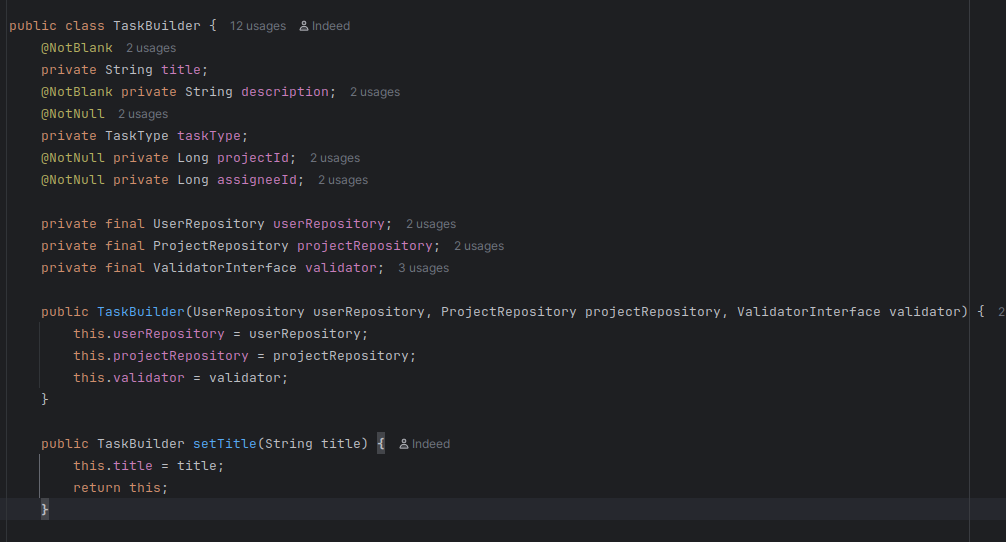 public class TaskBuilder { 12 usages Indeed
@NotBlank 2 usages
private String title;
@NotBlank private String description; 2 usages
@NotNull 2 usages
private TaskType taskType;
@NotNull private Long projectId; 2 usages
@NotNull private Long assigneeId; 2 usages
private final UserRepository userRepository; 2 usages
private final ProjectRepository projectRepository; 2 usages
private final ValidatorInterface validator; 3 usages
public TaskBuilder(UserRepository userRepository, ProjectRepository projectRepository, ValidatorInterface validator) { 2
this.userRepository = userRepository;
this.projectRepository = projectRepository;
this.validator = validator;
}
public TaskBuilder setTitle(String title) { Indeed
this.title = title;
return this;
}